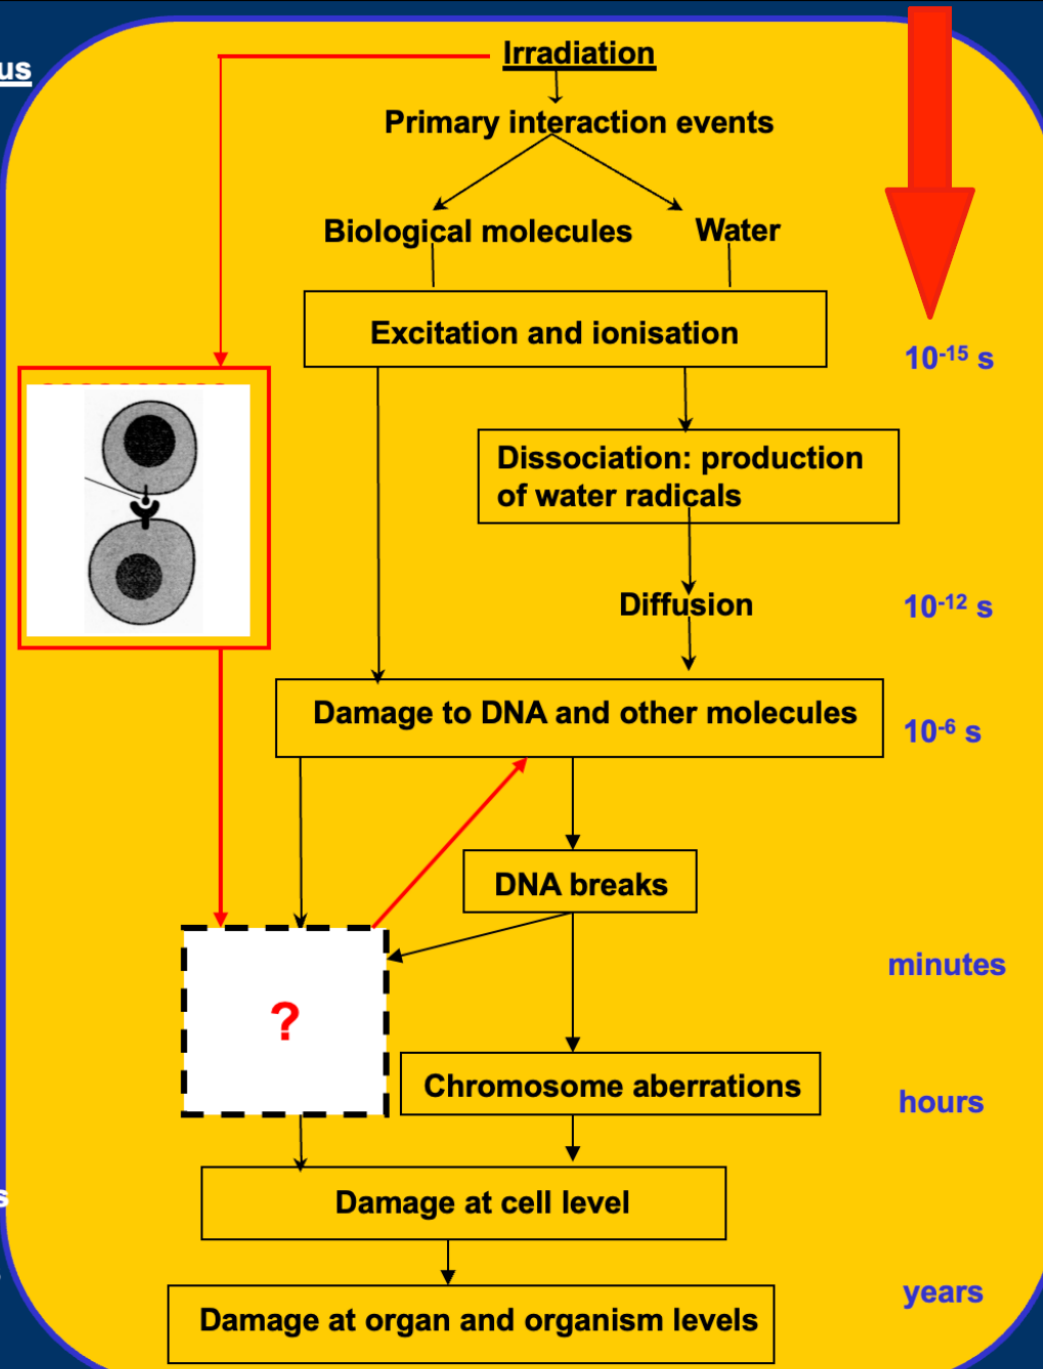 us
Irradiation
Primary interaction events
Biological molecules
Water
Excitation and ionisation
10-15 s
Dissociation: production
of water radicals
Diffusion
10-12 s
Damage to DNA and other molecules
10-6 s
DNA breaks
minutes
?
Chromosome aberrations
hours
s
Damage at cell level
years
Damage at organ and organism levels